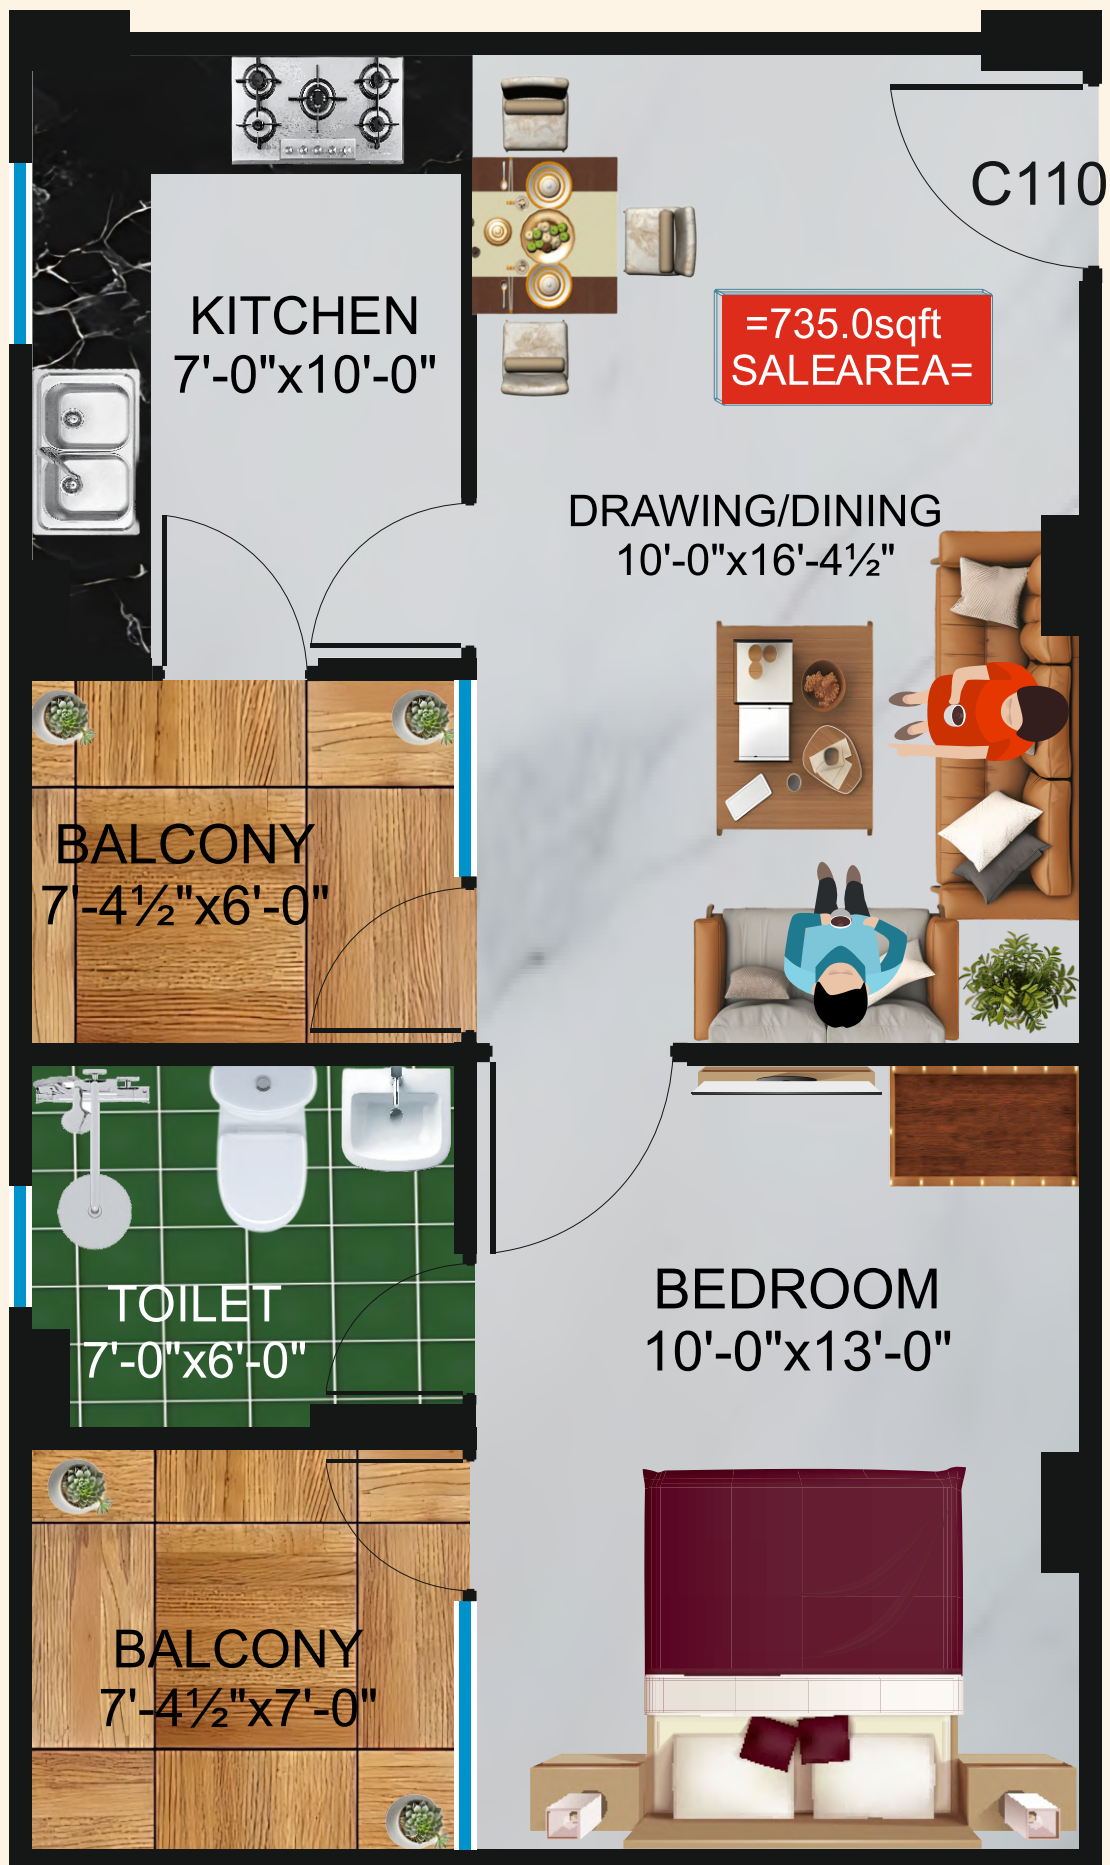 C110
KITCHEN
7'-0"x10'-0"
=735.0sqft
SALEAREA=
DRAWING/DINING
10'-0"x16'-4½"
BALCONY
7'-4½"x6'-0"
TOILET
7'-0"x6'-0"
BEDROOM
10'-0"x13'-0"
BALCONY
7'-4½"x7'-0"